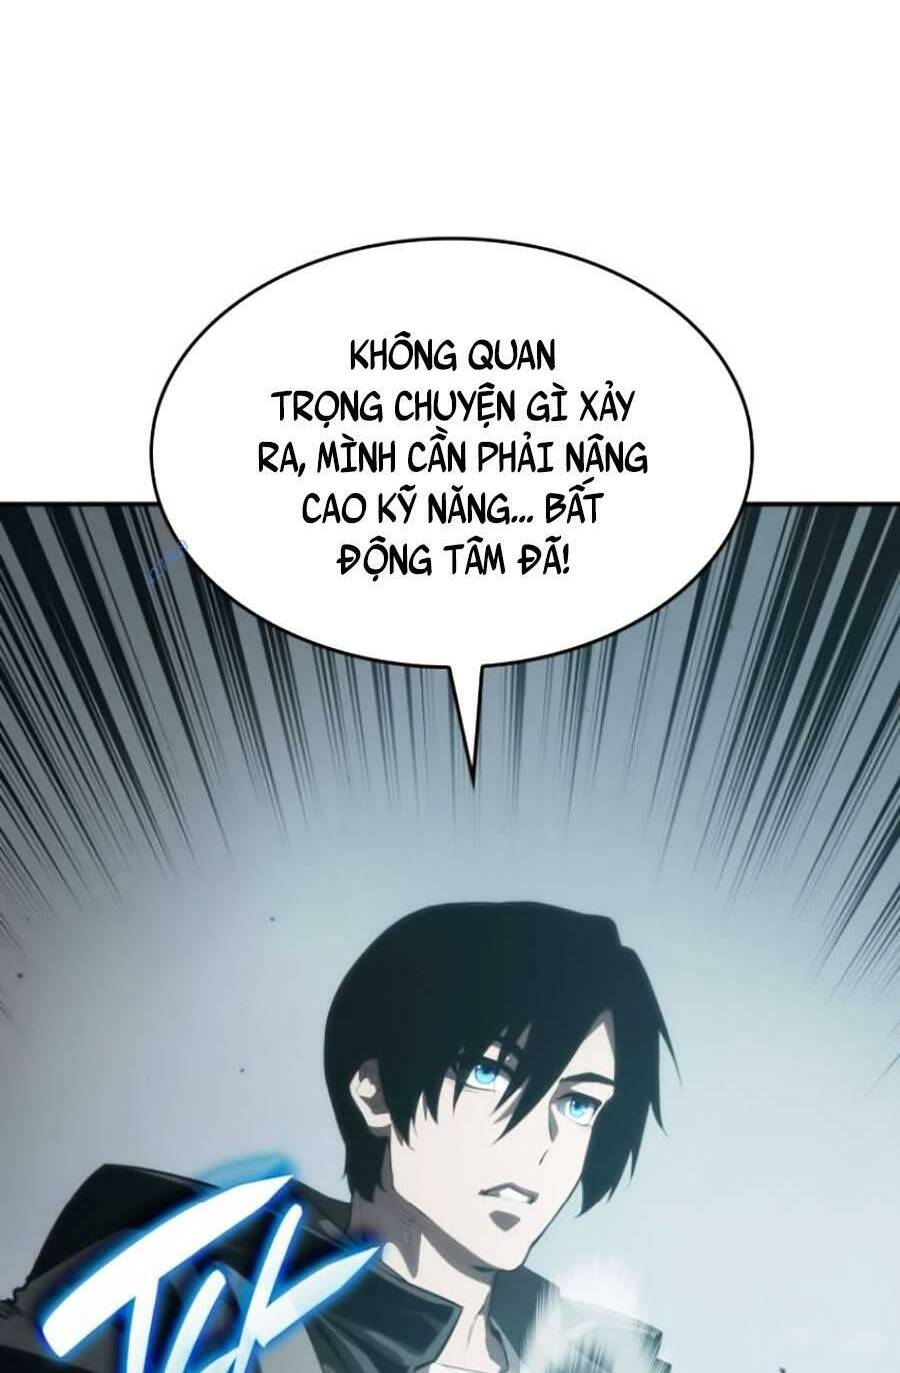 KHÔNG QUAN
TRỌNG CHUYỆN GÌ XẢY
RA, MÌNH CẦN PHẢI NÂNG
CAO KỸ NĂNG... BẤT
ĐỘNG TÂM ĐÃ!